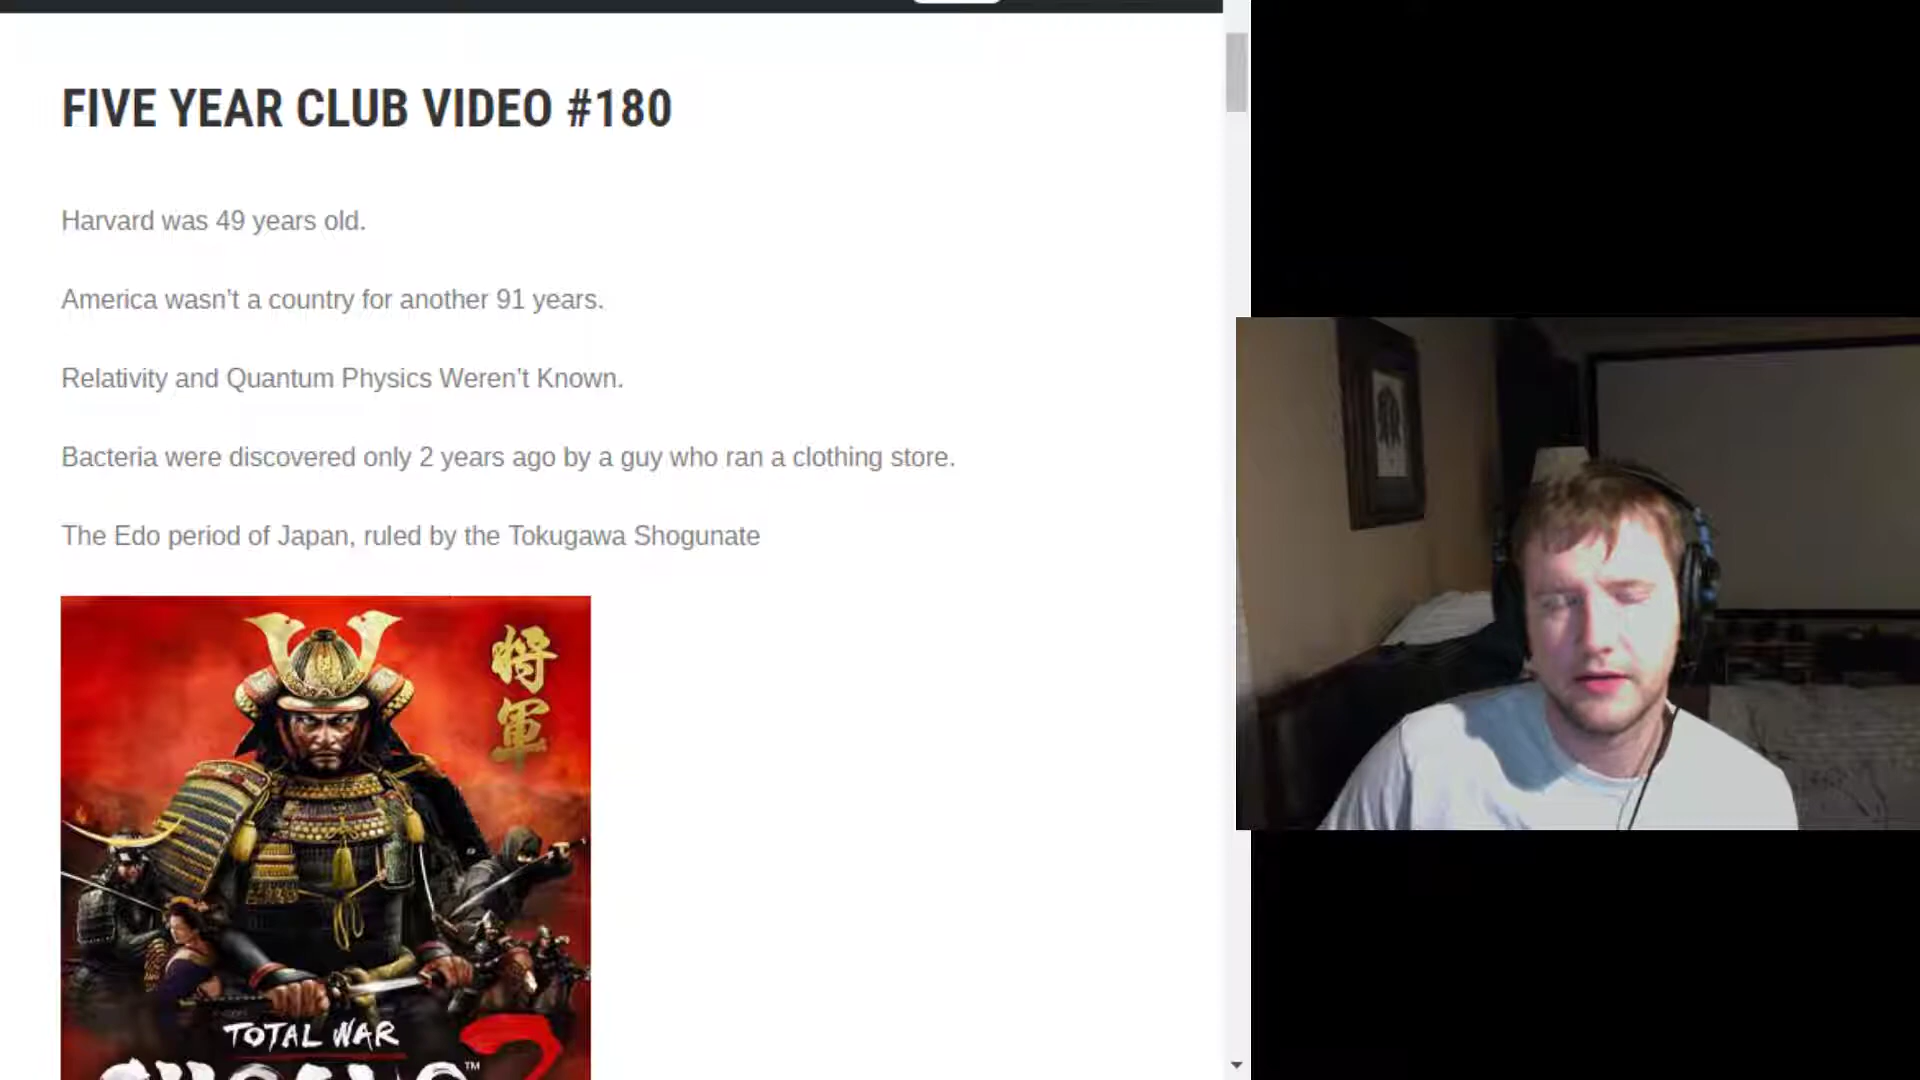 FIVE YEAR CLUB VIDEO #180
Harvard was 49 years old.
America wasn’t a country for another 91 years.
Relativity and Quantum Physics Weren’t Known.
Bacteria were discovered only 2 years ago by a guy who ran a clothing store.
The Edo period of Japan, ruled by the Tokugawa Shogunate
将軍
TOTAL WAR
SHOGUN 2™